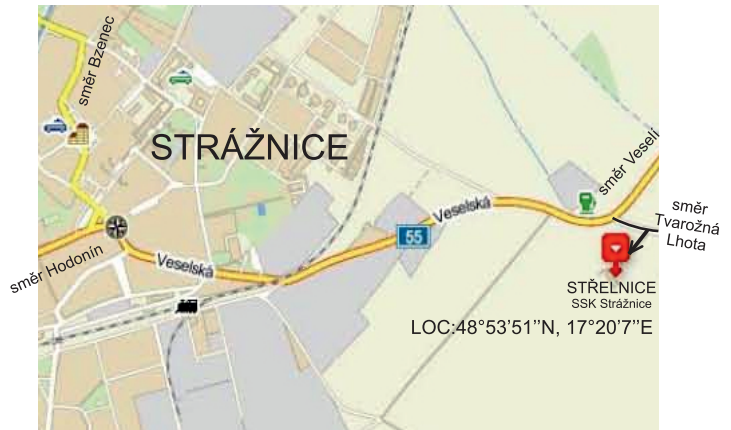 směr Bzenec
STRÁŽNICE
směr Veselí
směr
Tvarožná
Lhota
Veselská
55
směr Hodonín
Veselská
STŘELNICE
SSK Strážnice
LOC:48°53’51’’N, 17°20’7’’E